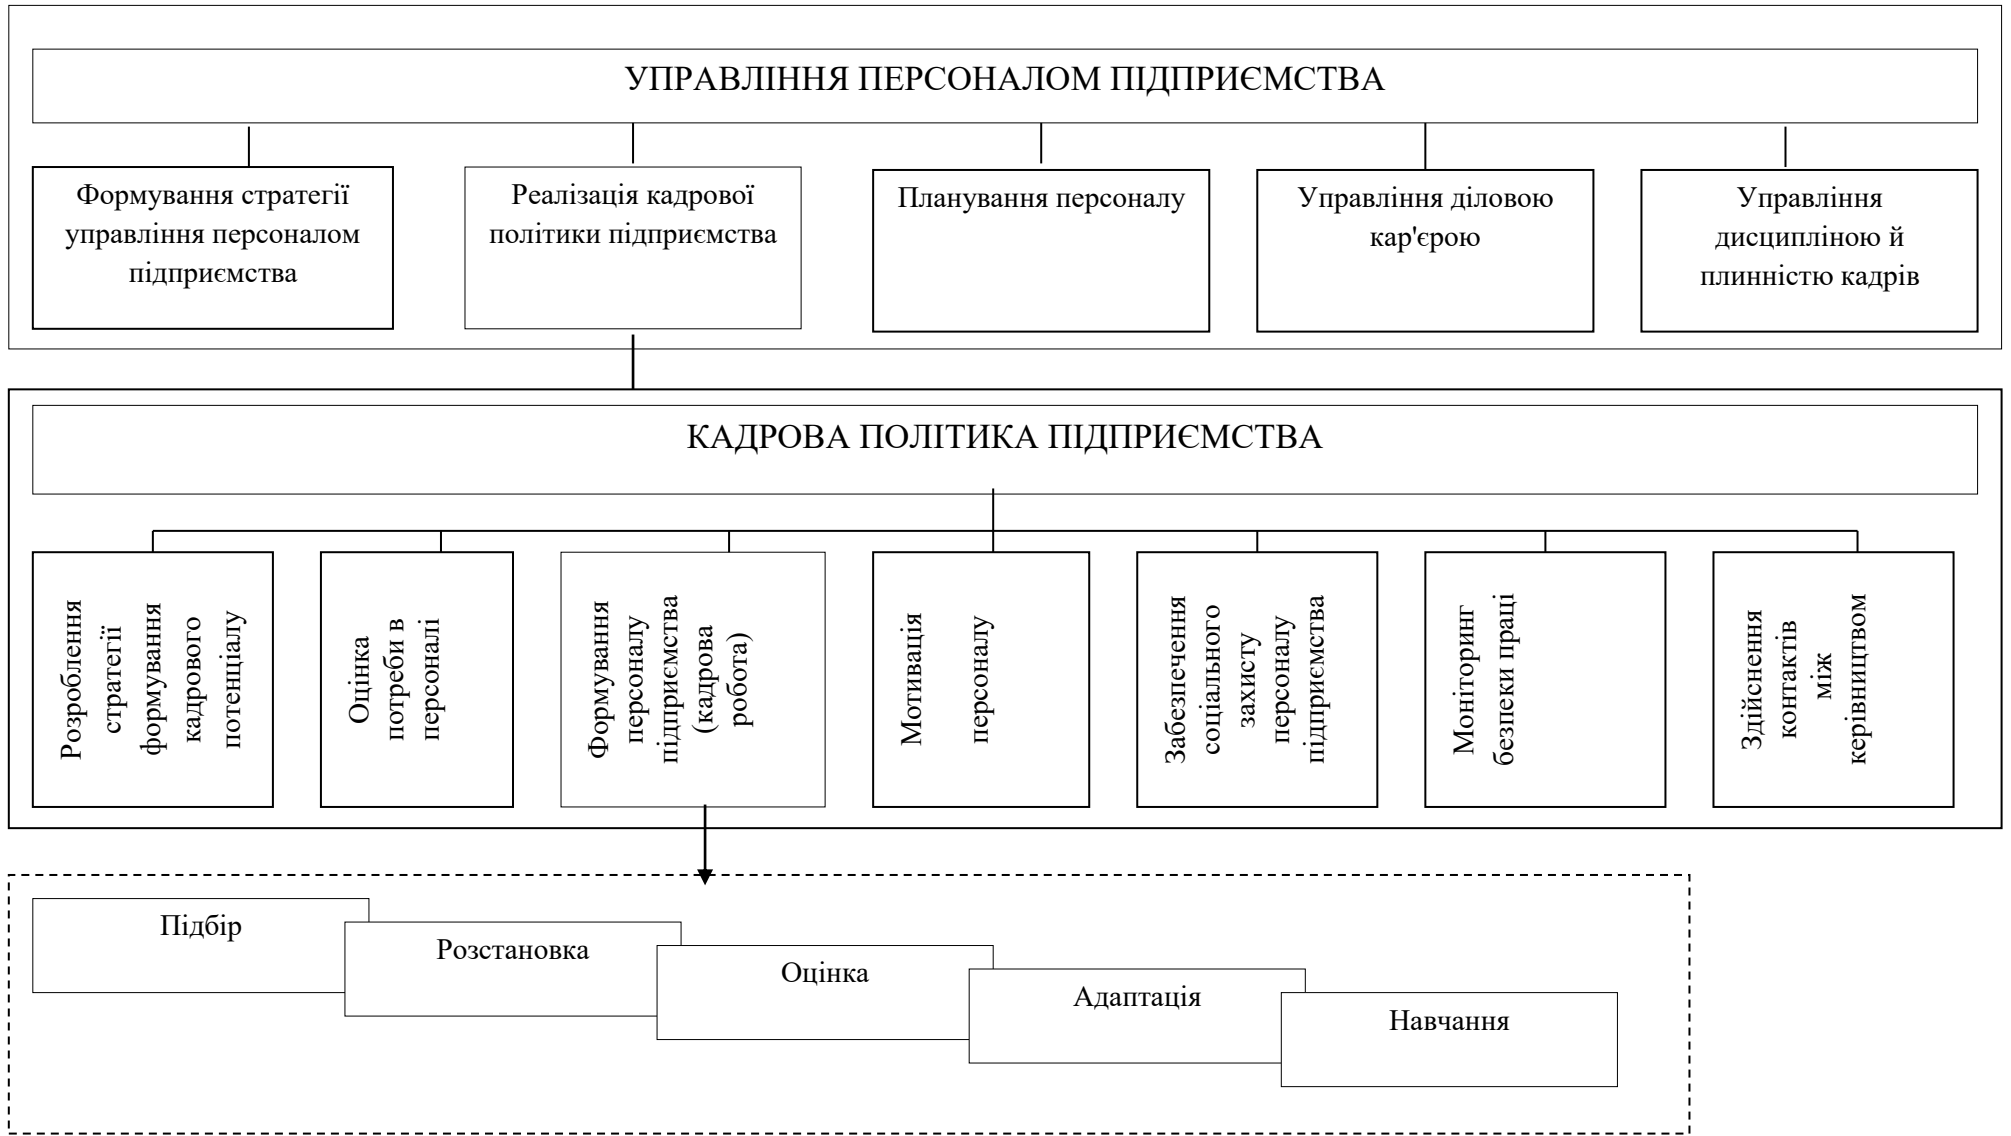 УПРАВЛІННЯ ПЕРСОНАЛОМ ПІДПРИЄМСТВА
Формування стратегії
управління персоналом
підприємства
Реалізація кадрової
політики підприємства
Планування персоналу
Управління діловою
кар'єрою
Управління
дисципліною й
плинністю кадрів
КАДРОВА ПОЛІТИКА ПІДПРИЄМСТВА
Розроблення
стратегії
формування
кадрового
потенціалу
Оцінка
потреби в
персоналі
Формування
персоналу
підприємства
(кадрова
робота)
Мотивація
персоналу
Забезпечення
соціального
захисту
персоналу
підприємства
Моніторинг
безпеки праці
Здійснення
контактів
між
керівництвом
Підбір
Розстановка
Оцінка
Адаптація
Навчання